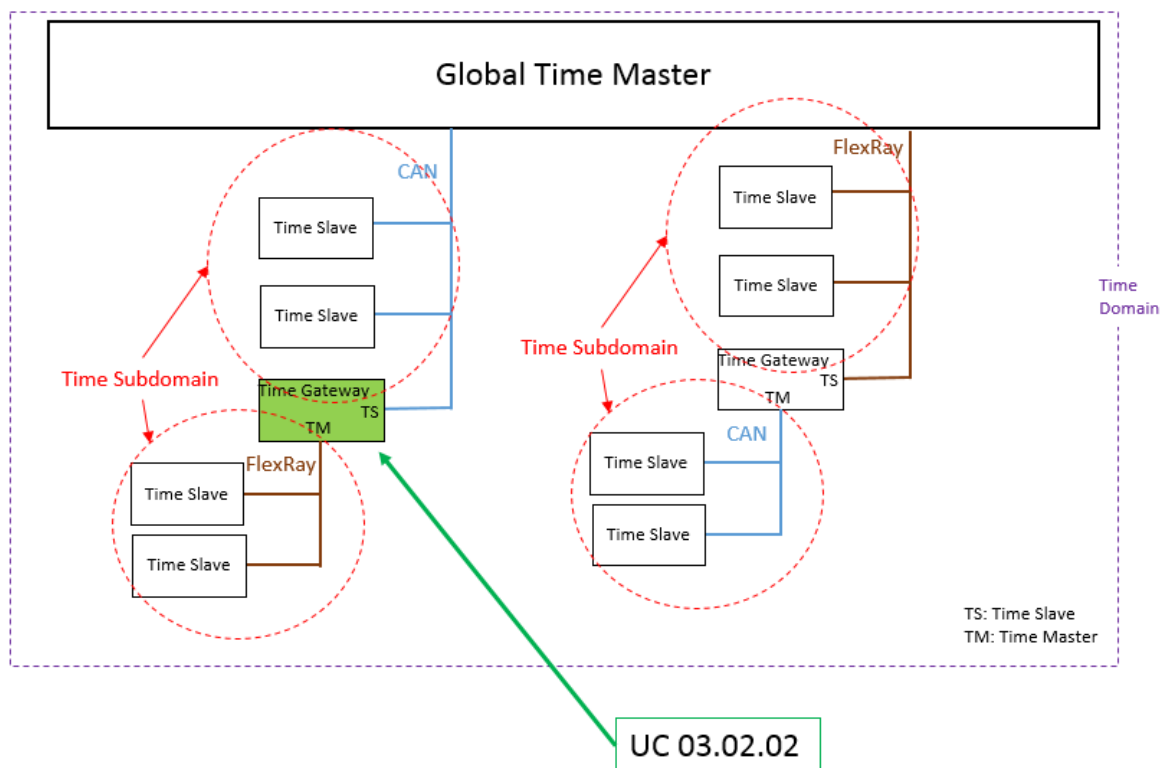 Global Time Master
CAN
Time Slave
Time Slave
Time Subdomain
Time Gateway
TS
TM
FlexRay
Time Slave
Time Slave
FlexRay
Time Slave
Time Slave
Time Subdomain
Time Gateway
TS
TM
CAN
Time Slave
Time Slave
Time
Domain
TS: Time Slave
TM: Time Master
UC 03.02.02